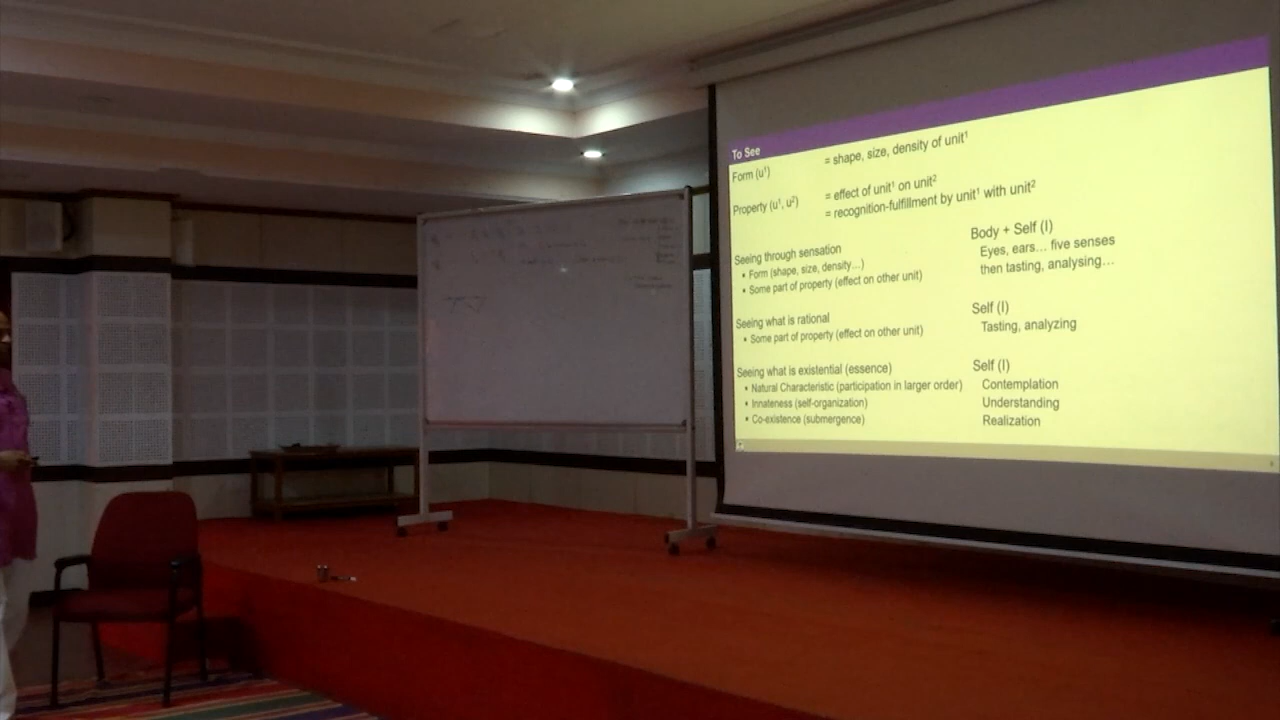 To See
Form (u¹) = shape, size, density of unit¹
Property (u¹, u²) = effect of unit¹ on unit²
= recognition-fulfillment by unit¹ with unit²
Body + Self (I)
Seeing through sensation Eyes, ears... five senses
• Form (shape, size, density...) then tasting, analysing...
• Some part of property (effect on other unit)
Seeing what is rational Self (I)
• Some part of property (effect on other unit) Tasting, analyzing
Seeing what is existential (essence) Self (I)
• Natural Characteristic (participation in larger order) Contemplation
• Innateness (self-organization) Understanding
• Co-existence (submergence) Realization